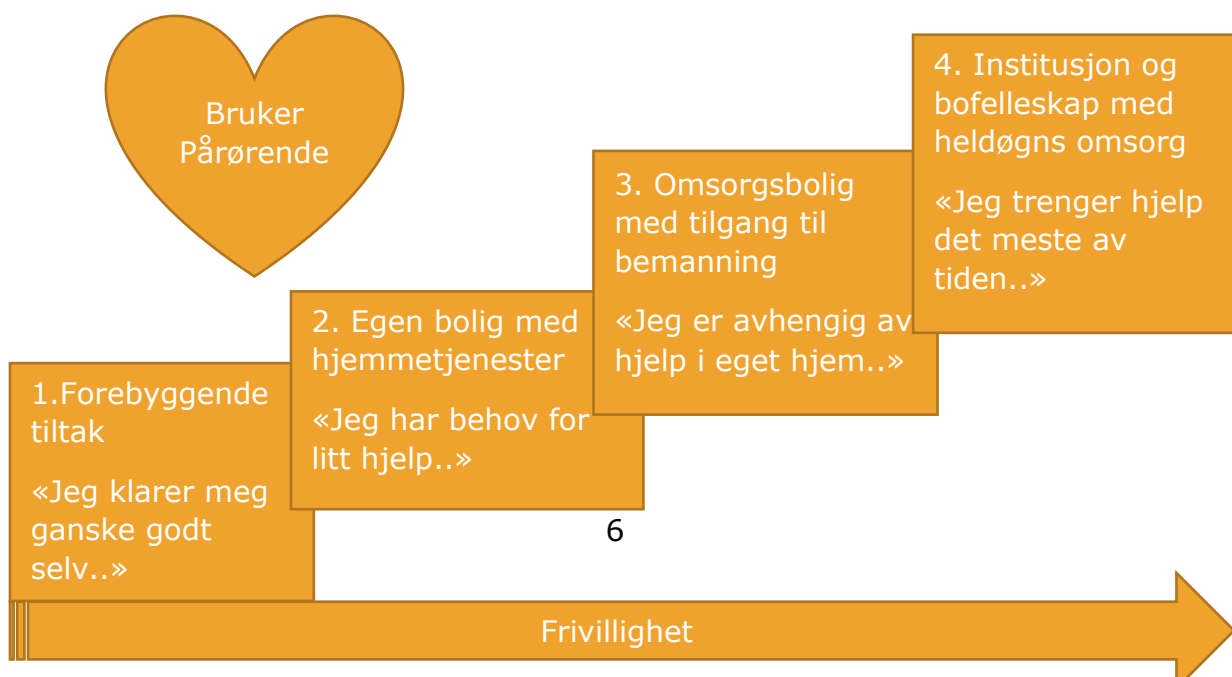 Bruker
Pårørende
1.Forebyggende
tiltak
«Jeg klarer meg
ganske godt
selv..»
2. Egen bolig med
hjemmetjenester
«Jeg har behov for
litt hjelp..»
3. Omsorgsbolig
med tilgang til
bemanning
«Jeg er avhengig av
hjelp i eget hjem..»
4. Institusjon og
bofelleskap med
heldøgns omsorg
«Jeg trenger hjelp
det meste av
tiden..»
6
Frivillighet